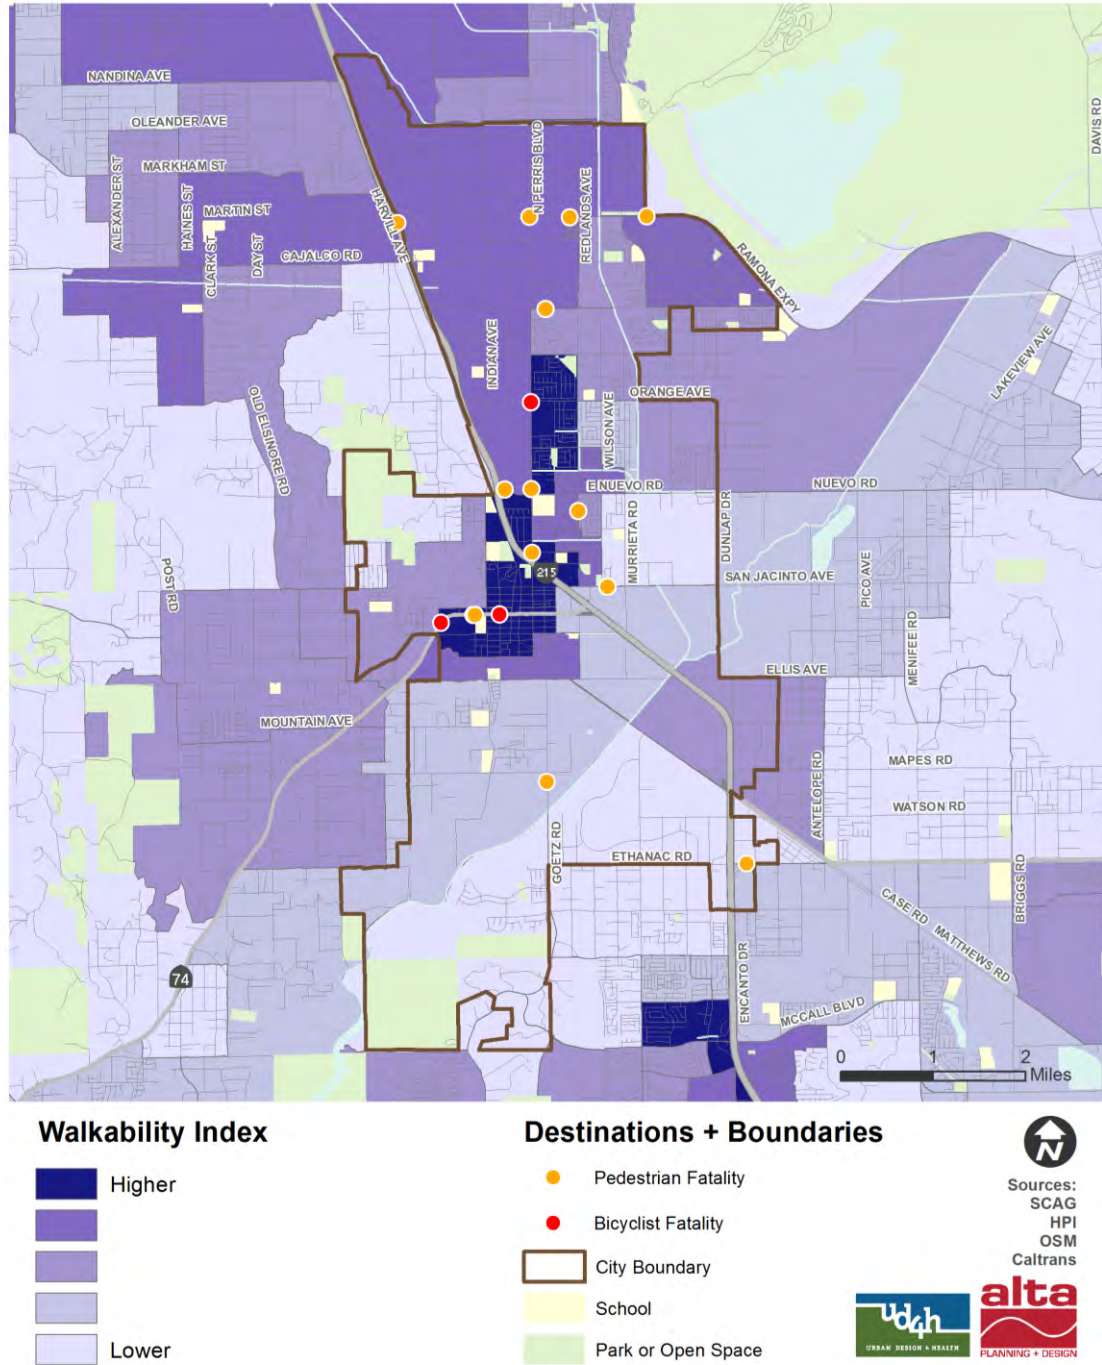 NANDINA AVE
OLEANDER AVE
MARKHAM ST
ALEXANDER ST
HAINES ST
MARTIN ST
CLARK ST
DAY ST
CAJALCO RD
HARVILL AVE
N PERRIS BLVD
REDLANDS AVE
DAVIS RD
RAMONA EXPY
INDIAN AVE
LAKEVIEW AVE
OLD ELSINORE RD
ORANGE AVE
WILSON AVE
E NUEVO RD
NUEVO RD
MURRIETA RD
DUNLAP DR
POST RD
215
SAN JACINTO AVE
PICO AVE
MENIFEE RD
ELLIS AVE
MOUNTAIN AVE
MAPES RD
ANTELOPE RD
WATSON RD
GOETZ RD
ETHANAC RD
BRIGGS RD
CASE RD
MATTHEWS RD
74
ENCANTO DR
MCCALL BLVD
0 1 2
Miles
Walkability Index
Higher
Lower
Destinations + Boundaries
Pedestrian Fatality
Bicyclist Fatality
City Boundary
School
Park or Open Space
N
Sources:
SCAG
HPI
OSM
Caltrans
ud4h
URBAN DESIGN 4 HEALTH
alta
PLANNING + DESIGN